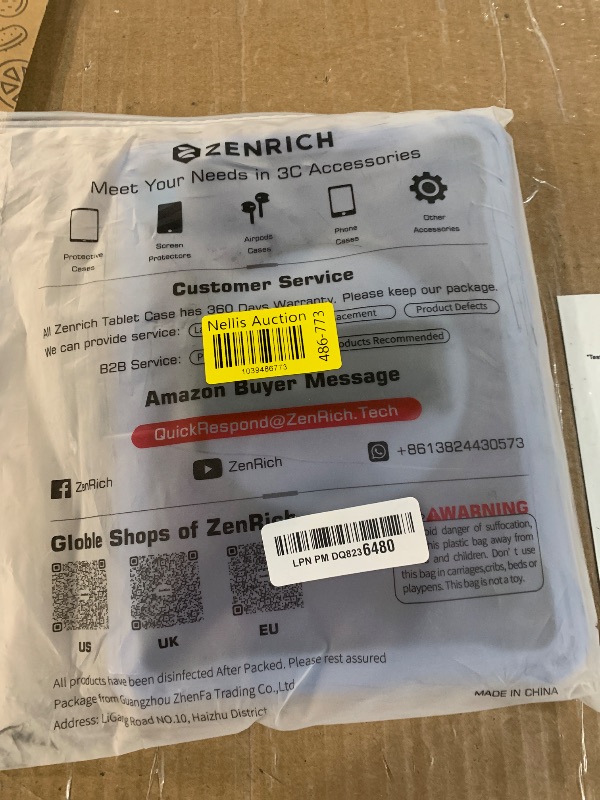 ZENRICH
Meet Your Needs in 3C Accessories
Protective Cases
Screen Protectors
Airpods Cases
Phone Cases
Other Accessories
Customer Service
All Zenrich Tablet Case has 360 Days Warranty. Please keep our package.
We can provide service:
Product Defects
B2B Service:
Products Recommended
Nellis Auction
1039486773
486-773
Amazon Buyer Message
QuickRespond@ZenRich.Tech
ZenRich
ZenRich
+8613824430573
Globle Shops of ZenRich
LPN PM DQ8236480
US
UK
EU
WARNING
danger of suffocation,
this plastic bag away from
and children. Don't use
this bag in carriages,cribs, beds or
playpens. This bag is not a toy.
All products have been disinfected After Packed. Please rest assured
Package from Guangzhou ZhenFa Trading Co.,Ltd
Address: LiGang Road NO.10, Haizhu District
MADE IN CHINA